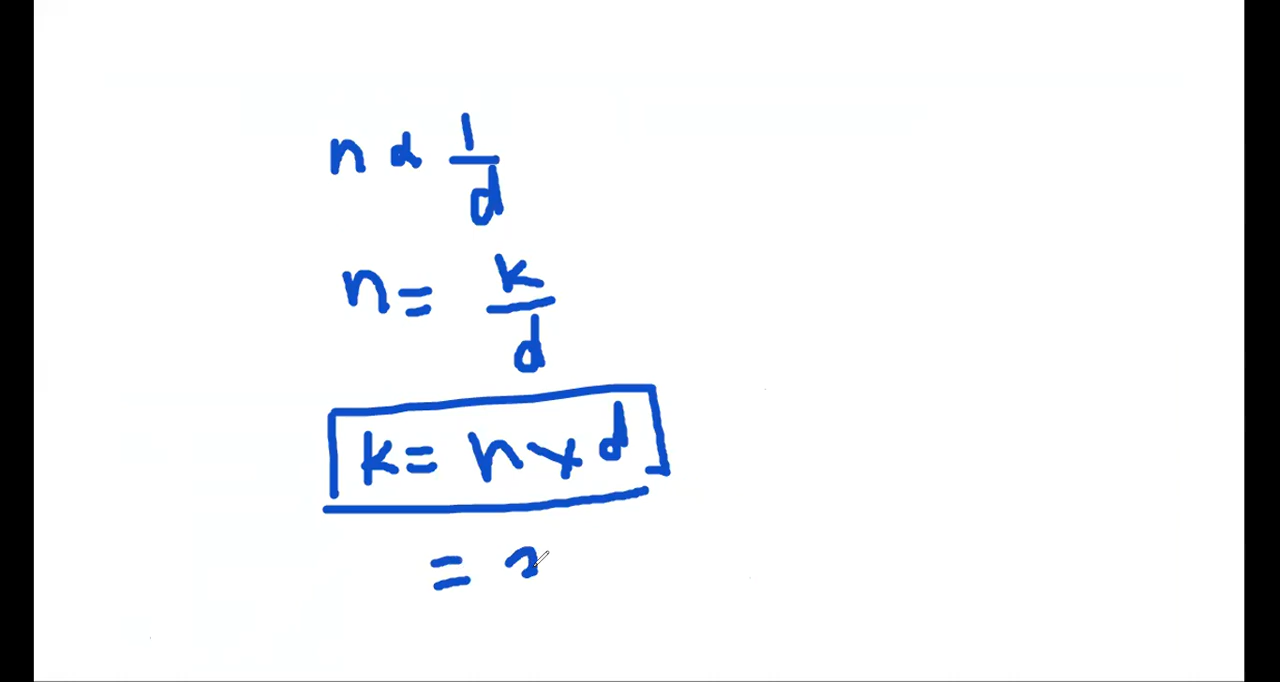 n ∝ 1/d
n = k/d
k = n × d
=